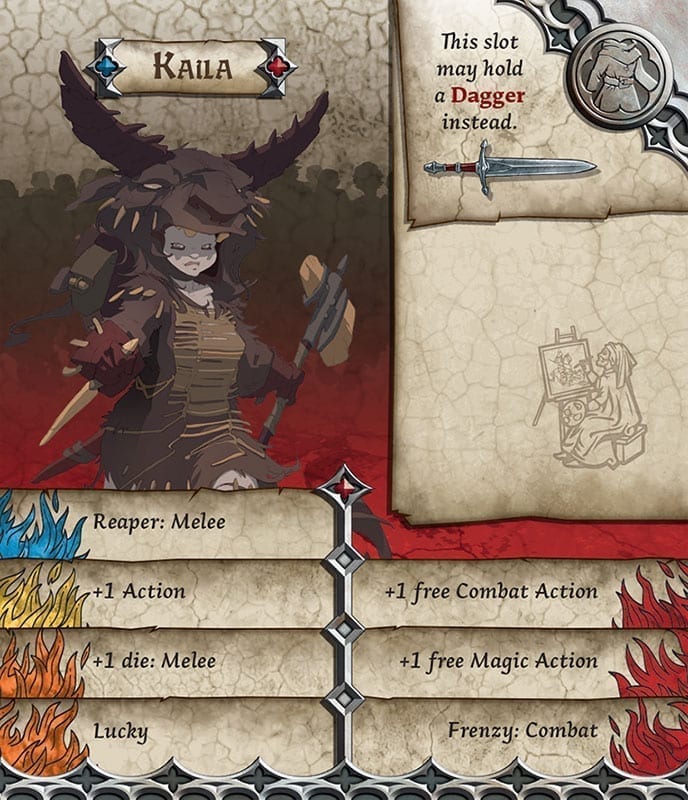 Kaila
This slot
may hold
a Dagger
instead.
Reaper: Melee
+1 Action
+1 die: Melee
Lucky
+1 free Combat Action
+1 free Magic Action
Frenzy: Combat